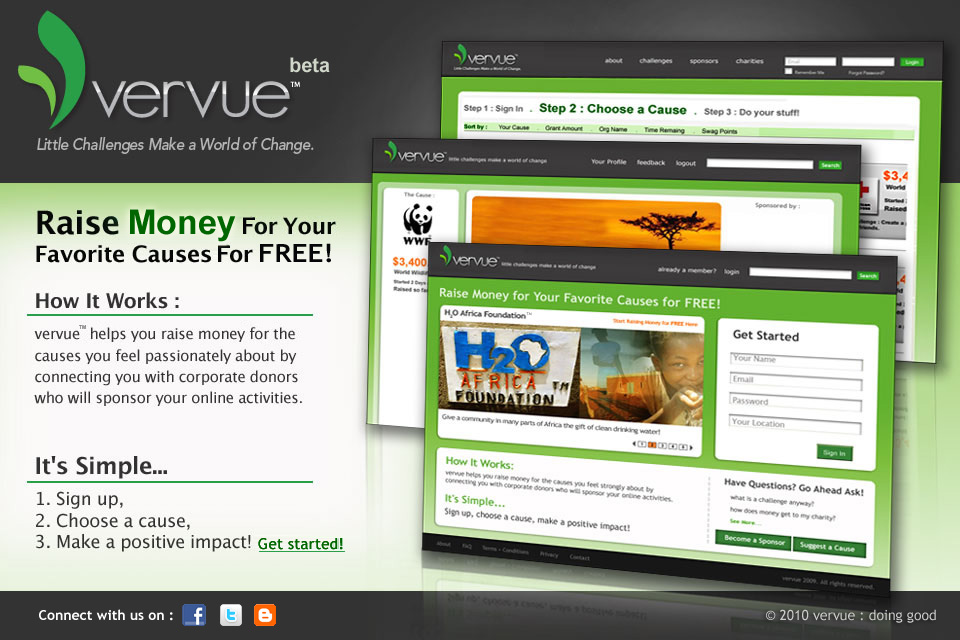 vervue™ beta
Little Challenges Make a World of Change.
Raise Money For Your
Favorite Causes For FREE!
How It Works :
vervue™ helps you raise money for the
causes you feel passionately about by
connecting you with corporate donors
who will sponsor your online activities.
It's Simple...
1. Sign up,
2. Choose a cause,
3. Make a positive impact! Get started!
vervue™
Little Challenges Make a World of Change.
about challenges sponsors charities
Email
Login
Remember Me Forgot Password?
Step 1 : Sign In . Step 2 : Choose a Cause . Step 3 : Do your stuff!
Sort by : Your Cause Grant Amount Org Name Time Remaing Swag Points
$3,4
World
Started
Raised
vervue™ little challenges make a world of change
Your Profile feedback logout Search
The Cause :
WWF
$3,400
World Wildl
Started 2 Days
Raised so fa
Sponsored by :
vervue™ little challenges make a world of change
already a member? login Search
Raise Money for Your Favorite Causes for FREE!
H2O Africa Foundation™
Start Raising Money for FREE Here
H2O
AFRICA TM
FOUNDATION
Give a community in many parts of Africa the gift of clean drinking water!
1 2 3 4 5
Get Started
Your Name
Email
Password
Your Location
Sign In
How It Works:
vervue helps you raise money for the causes you feel strongly about by
connecting you with corporate donors who will sponsor your online activities.
It's Simple...
Sign up, choose a cause, make a positive impact!
Have Questions? Go Ahead Ask!
what is a challenge anyway?
how does money get to my charity?
See More...
Become a Sponsor Suggest a Cause
About FAQ Terms - Conditions Privacy Contact
vervue 2009. All rights reserved.
Connect with us on :
© 2010 vervue : doing good